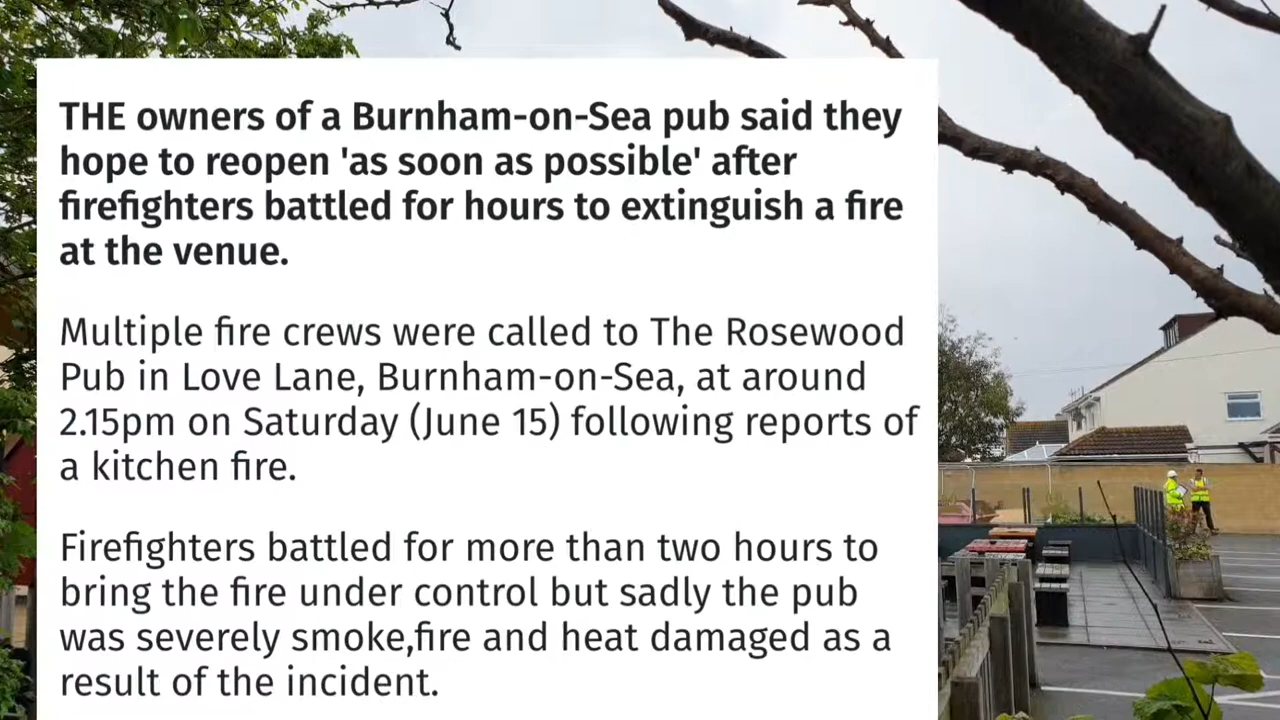 THE owners of a Burnham-on-Sea pub said they
hope to reopen 'as soon as possible' after
firefighters battled for hours to extinguish a fire
at the venue.
Multiple fire crews were called to The Rosewood
Pub in Love Lane, Burnham-on-Sea, at around
2.15pm on Saturday (June 15) following reports of
a kitchen fire.
Firefighters battled for more than two hours to
bring the fire under control but sadly the pub
was severely smoke,fire and heat damaged as a
result of the incident.